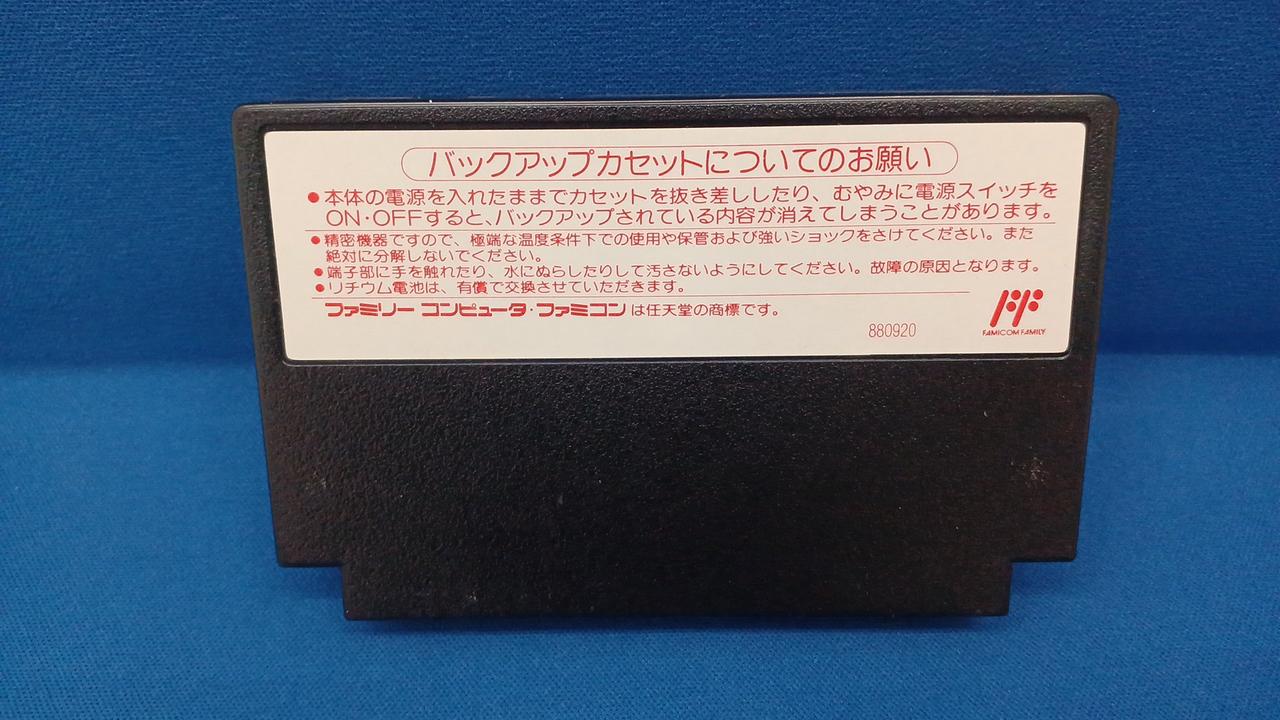 バックアップカセットについてのお願い
●本体の電源を入れたままでカセットを抜き差ししたり、むやみに電源スイッチを
ON・OFFすると、バックアップされている内容が消えてしまうことがあります。
●精密機器ですので、極端な温度条件下での使用や保管および強いショックをさけてください。また
絶対に分解しないでください。
●端子部に手を触れたり、水にぬらしたりして汚さないようにしてください。故障の原因となります。
●リチウム電池は、有償で交換させていただきます。
ファミリーコンピュータ・ファミコンは任天堂の商標です。
880920
FAMICOM FAMILY